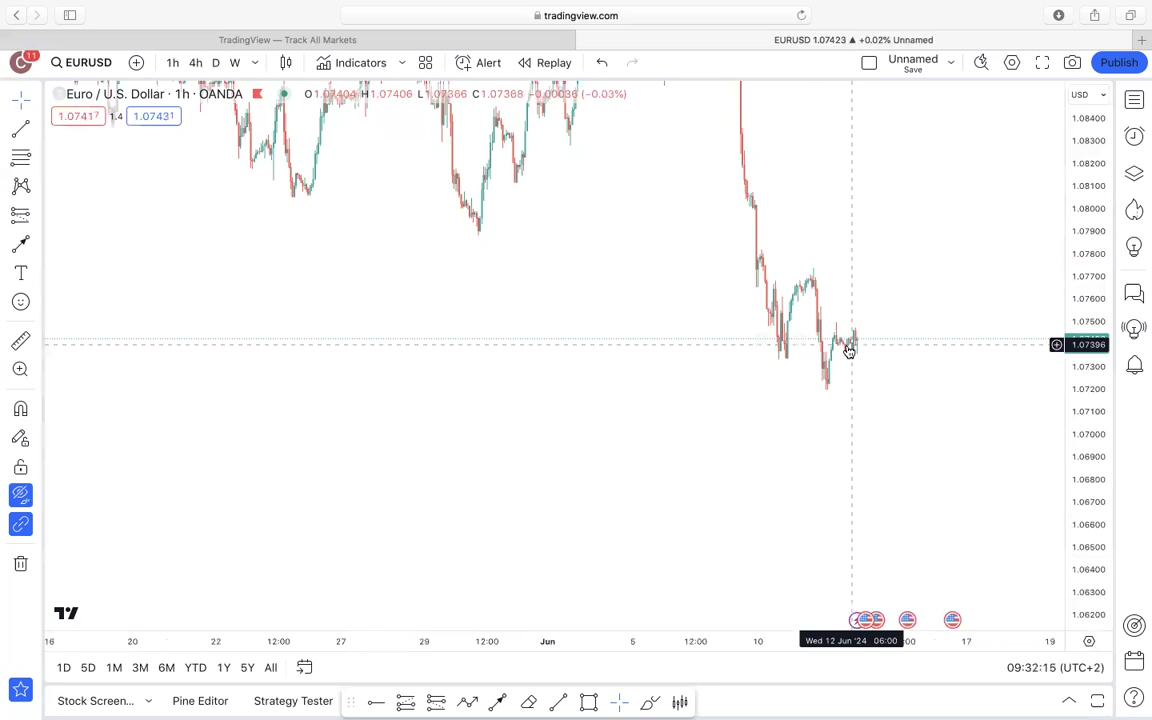 tradingview.com
TradingView — Track All Markets
EURUSD 1.07423 ▲ +0.02% Unnamed
C 11
EURUSD
1h 4h D W
Indicators
Alert
Replay
Unnamed
Save
Publish
Euro / U.S. Dollar · 1h · OANDA
O1.07404 H1.07406 L1.07366 C1.07368 −0.00036 (−0.03%)
1.07417 1.4 1.07431
USD
1.08400
1.08300
1.08200
1.08100
1.08000
1.07900
1.07800
1.07700
1.07600
1.07500
1.07396
1.07300
1.07200
1.07100
1.07000
1.06900
1.06800
1.06700
1.06600
1.06500
1.06400
1.06300
1.06200
16 20 22 12:00 27 29 12:00 Jun 5 7 10 Wed 12 Jun '24 06:00 :00 17 19
1D 5D 1M 3M 6M YTD 1Y 5Y All
09:32:15 (UTC+2)
Stock Screen... Pine Editor Strategy Tester